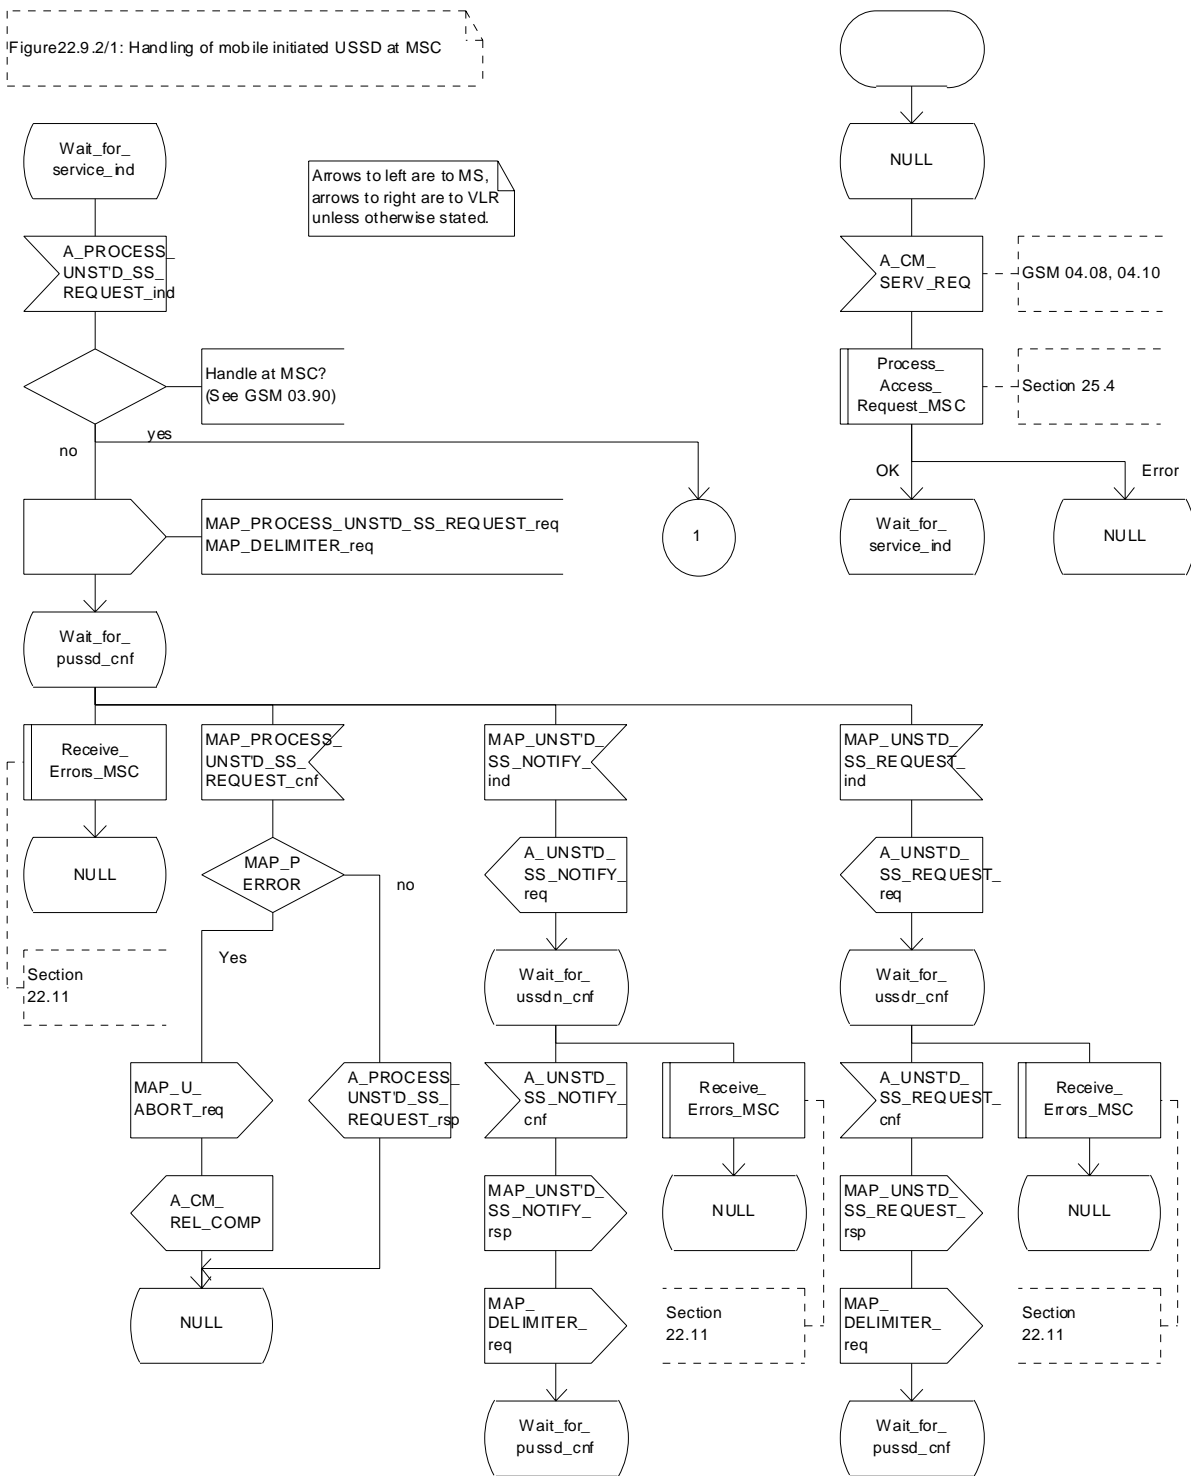 Figure22.9.2/1: Handling of mobile initiated USSD at MSC
Wait_for_
service_ind
Arrows to left are to MS,
arrows to right are to VLR
unless otherwise stated.
NULL
A_PROCESS_
UNST'D_SS_
REQUEST_ind
A_CM_
SERV_REQ
GSM 04.08, 04.10
Handle at MSC?
(See GSM 03.90)
Process_
Access_
Request_MSC
Section 25.4
no
yes
OK
Error
MAP_PROCESS_UNST'D_SS_REQUEST_req
MAP_DELIMITER_req
1
Wait_for_
service_ind
NULL
Wait_for_
pussd_cnf
Receive_
Errors_MSC
MAP_PROCESS_
UNST'D_SS_
REQUEST_cnf
MAP_UNST'D_
SS_NOTIFY_
ind
MAP_UNST'D_
SS_REQUEST_
ind
NULL
MAP_P
ERROR
no
A_UNST'D_
SS_NOTIFY_
req
A_UNST'D_
SS_REQUEST_
req
Yes
Section
22.11
Wait_for_
ussdn_cnf
Wait_for_
ussdr_cnf
MAP_U_
ABORT_req
A_PROCESS_
UNST'D_SS_
REQUEST_rsp
A_UNST'D_
SS_NOTIFY_
cnf
Receive_
Errors_MSC
A_UNST'D_
SS_REQUEST_
cnf
Receive_
Errors_MSC
A_CM_
REL_COMP
MAP_UNST'D_
SS_NOTIFY_
rsp
NULL
MAP_UNST'D_
SS_REQUEST_
rsp
NULL
NULL
MAP_
DELIMITER_
req
Section
22.11
MAP_
DELIMITER_
req
Section
22.11
Wait_for_
pussd_cnf
Wait_for_
pussd_cnf